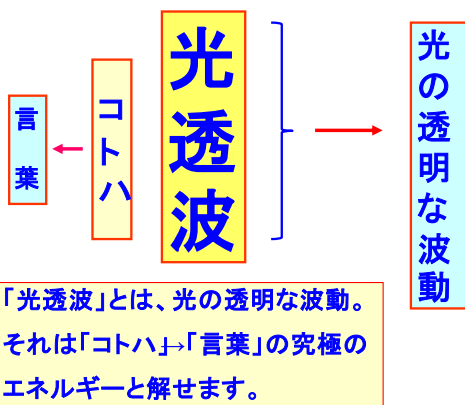 言葉
コトハ
光透波
光の透明な波動
「光透波」とは、光の透明な波動。
それは「コトハ」→「言葉」の究極の
エネルギーと解せます。